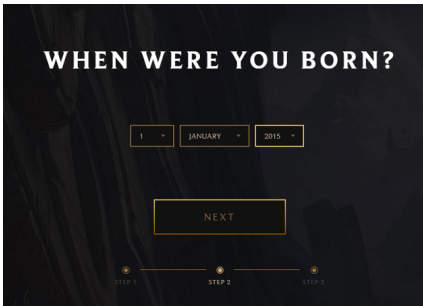 WHEN WERE YOU BORN?
1 JANUARY 2015
NEXT
STEP 1 STEP 2 STEP 3